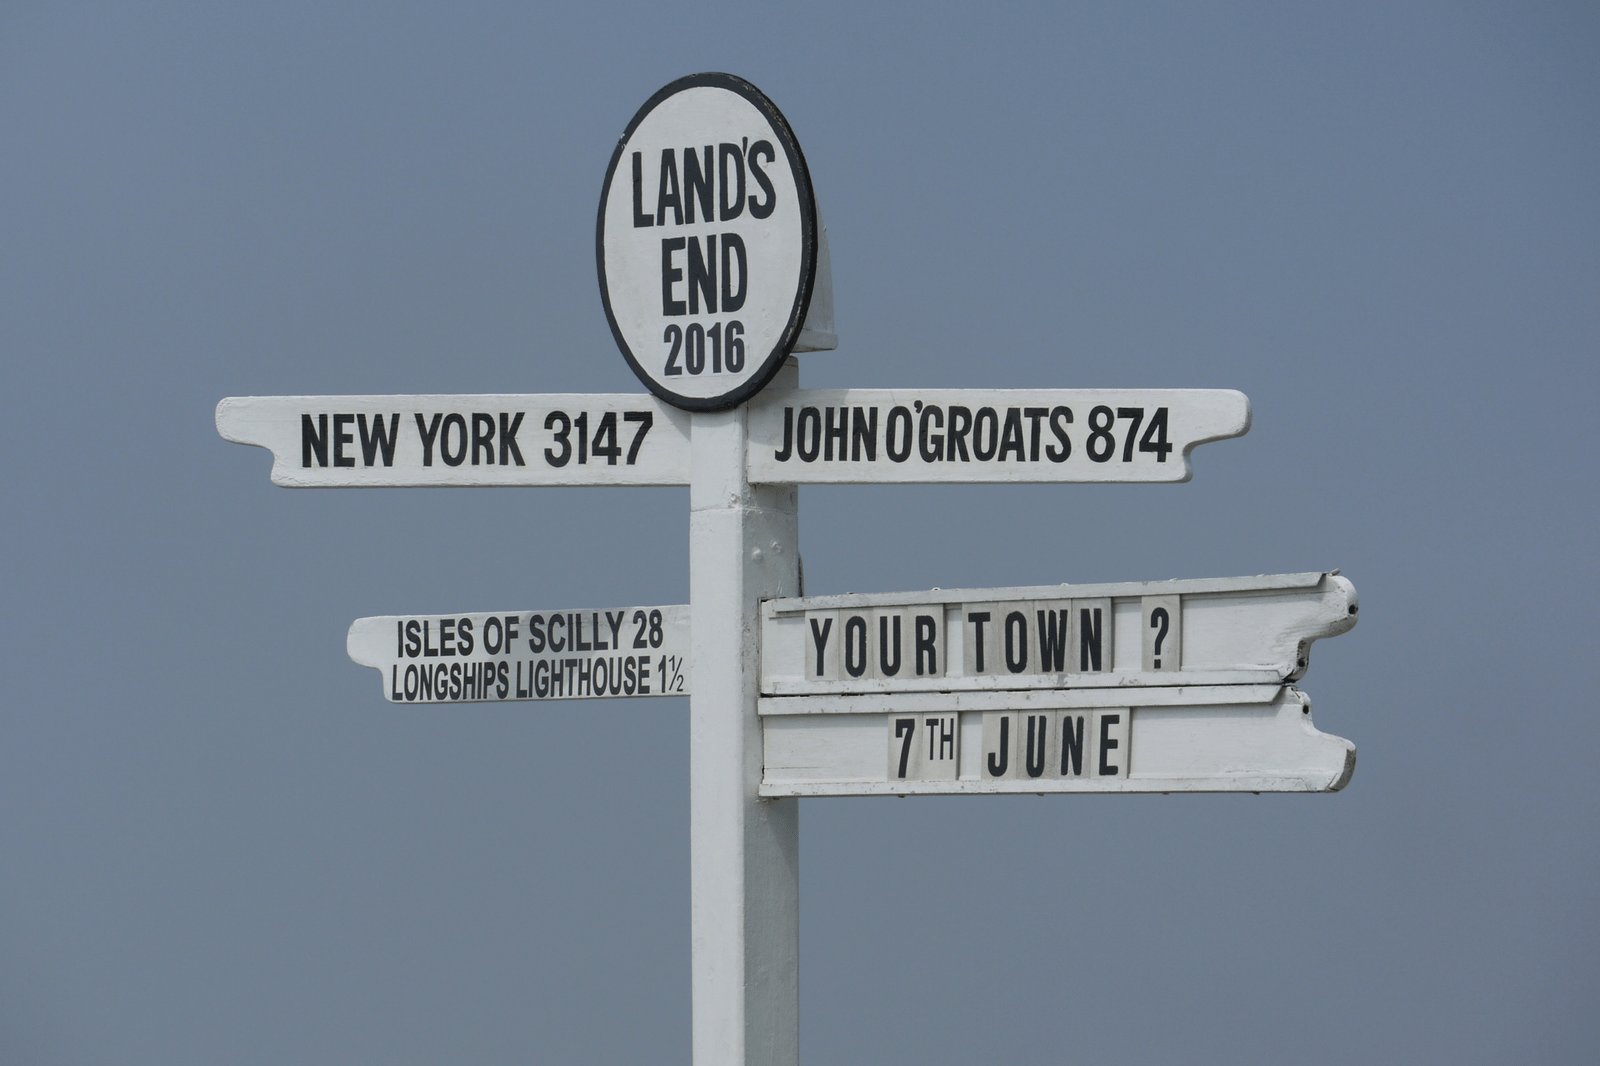 LAND'S
END
2016
NEW YORK 3147
JOHN O'GROATS 874
ISLES OF SCILLY 28
LONGSHIPS LIGHTHOUSE 1½
YOUR TOWN ?
7TH JUNE